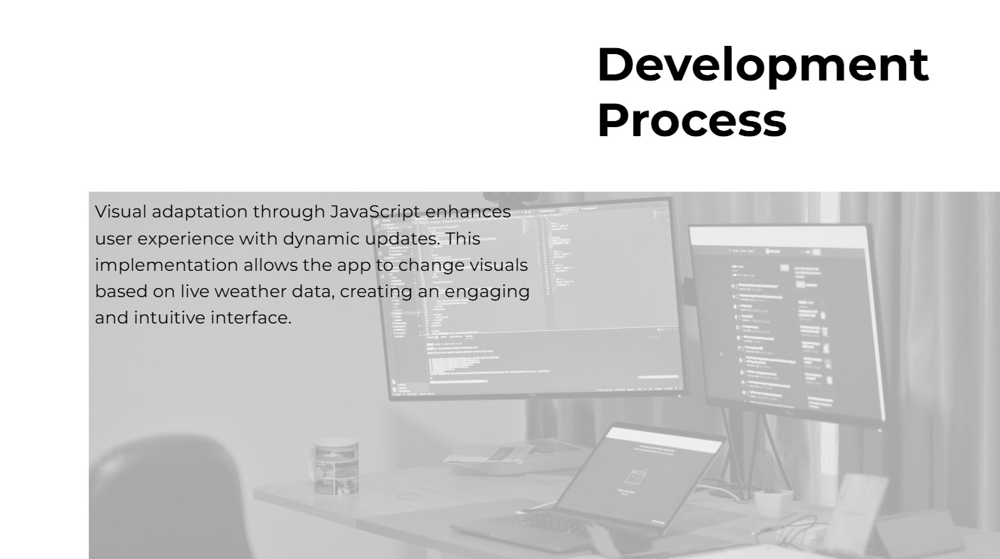 Development
Process
Visual adaptation through JavaScript enhances
user experience with dynamic updates. This
implementation allows the app to change visuals
based on live weather data, creating an engaging
and intuitive interface.